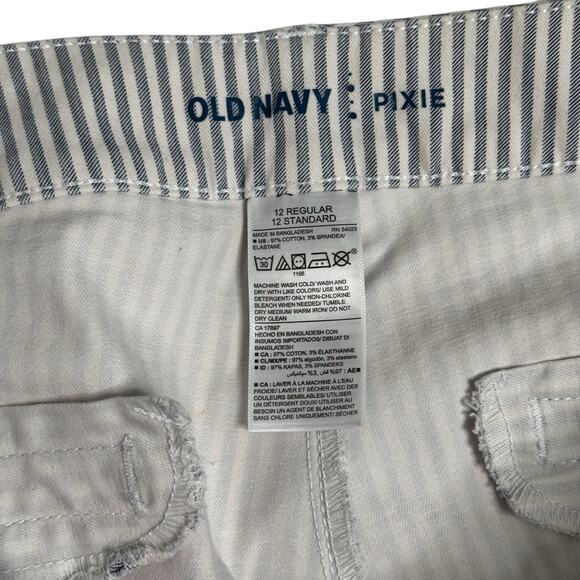 OLD NAVY PIXIE
12 REGULAR
12 STANDARD
MADE IN BANGLADESH RN 54023
■ US : 97% COTTON, 3% SPANDEX/
ELASTANE
30
1166
MACHINE WASH COLD/ WASH AND
DRY WITH LIKE COLORS/ USE MILD
DETERGENT/ ONLY NON-CHLORINE
BLEACH WHEN NEEDED/ TUMBLE
DRY MEDIUM/ WARM IRON/ DO NOT
DRY CLEAN
CA 17897
HECHO EN BANGLADESH CON
INSUMOS IMPORTADOS/ DIBUAT DI
BANGLADESH
■ CA : 97% COTON, 3% ÉLASTHANNE
■ CL/MX/PE : 97% algodón, 3% elastano
■ ID : 97% KAPAS, 3% SPANDEKS
■ AE : 97% قطن, 3%
■ CA : LAVER À LA MACHINE À L'EAU
FROIDE/ LAVER ET SÉCHER AVEC DES
COULEURS SEMBLABLES/ UTILISER
UN DÉTERGENT DOUX/ UTILISER AU
BESOIN UN AGENT DE BLANCHIMENT
SANS CHLORE UNIQUEMENT/